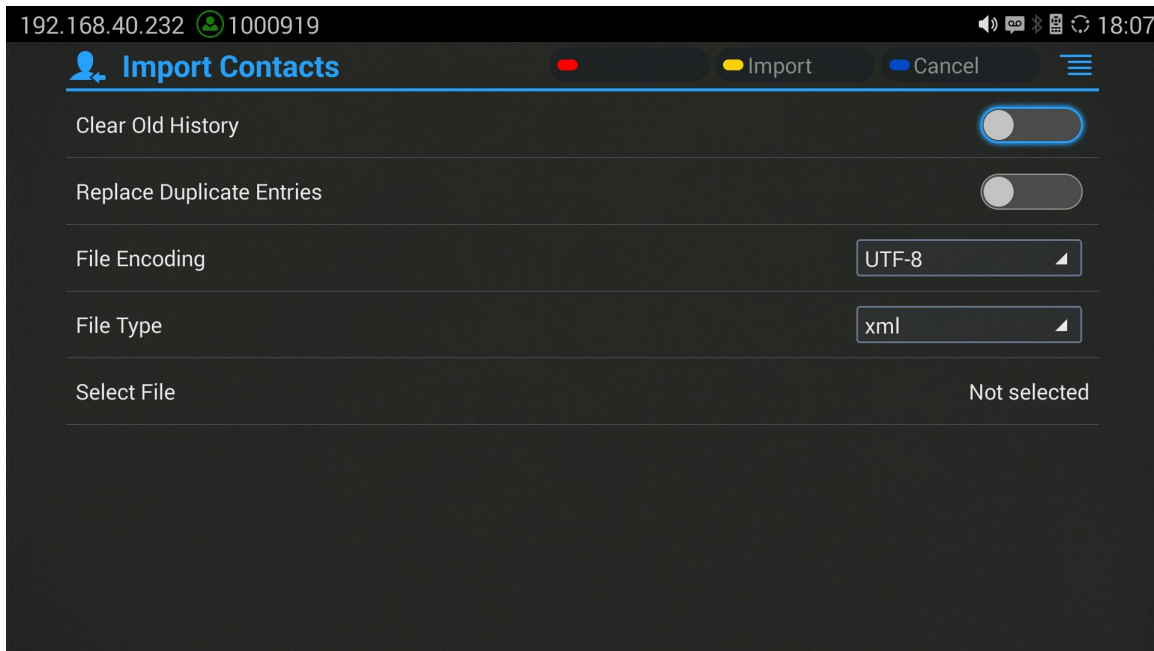 192.168.40.232 1000919 18:07
Import Contacts Import Cancel
Clear Old History
Replace Duplicate Entries
File Encoding UTF-8
File Type xml
Select File Not selected